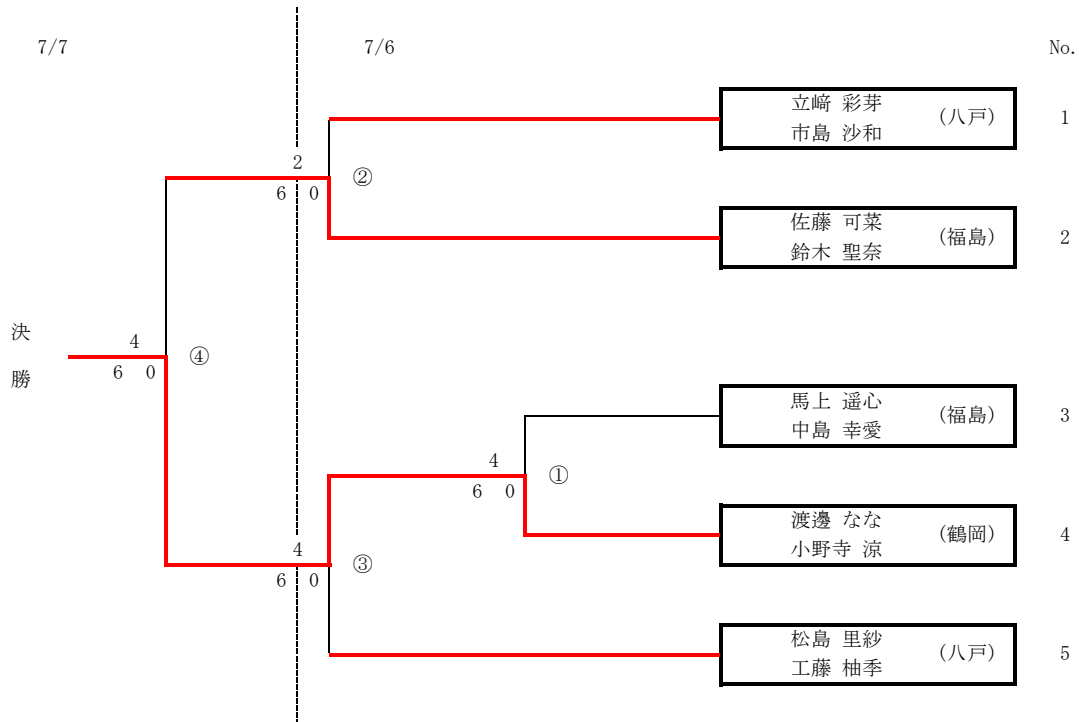 7/7 7/6 No.
立﨑 彩芽
市島 沙和
(八戸) 1
2
6 0 ②
佐藤 可菜
鈴木 聖奈
(福島) 2
決
勝
4
6 0 ④
馬上 遥心
中島 幸愛
(福島) 3
4
6 0 ①
渡邊 なな
小野寺 涼
(鶴岡) 4
4
6 0 ③
松島 里紗
工藤 柚季
(八戸) 5